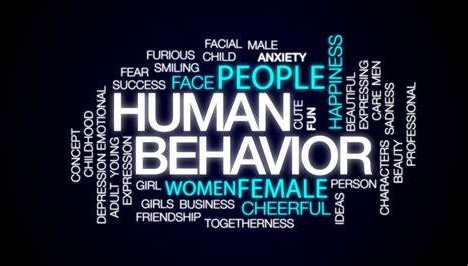 FACIAL MALE
FURIOUS CHILD ANXIETY
SMILING
FEAR
SUCCESS FACE PEOPLE
HUMAN
CUTE
FUN
HAPPINESS
BEAUTIFUL
EXPRESSING
CARE MEN
SADNESS
PROFESSIONAL
BEHAVIOR
CONCEPT
CHILDHOOD
DEPRESSION EMOTIONAL
ADULT YOUNG
EXPRESSION
GIRL WOMEN FEMALE PERSON
GIRLS BUSINESS CHEERFUL
FRIENDSHIP TOGETHERNESS
IDEAS
CHARACTERS
BEAUTY